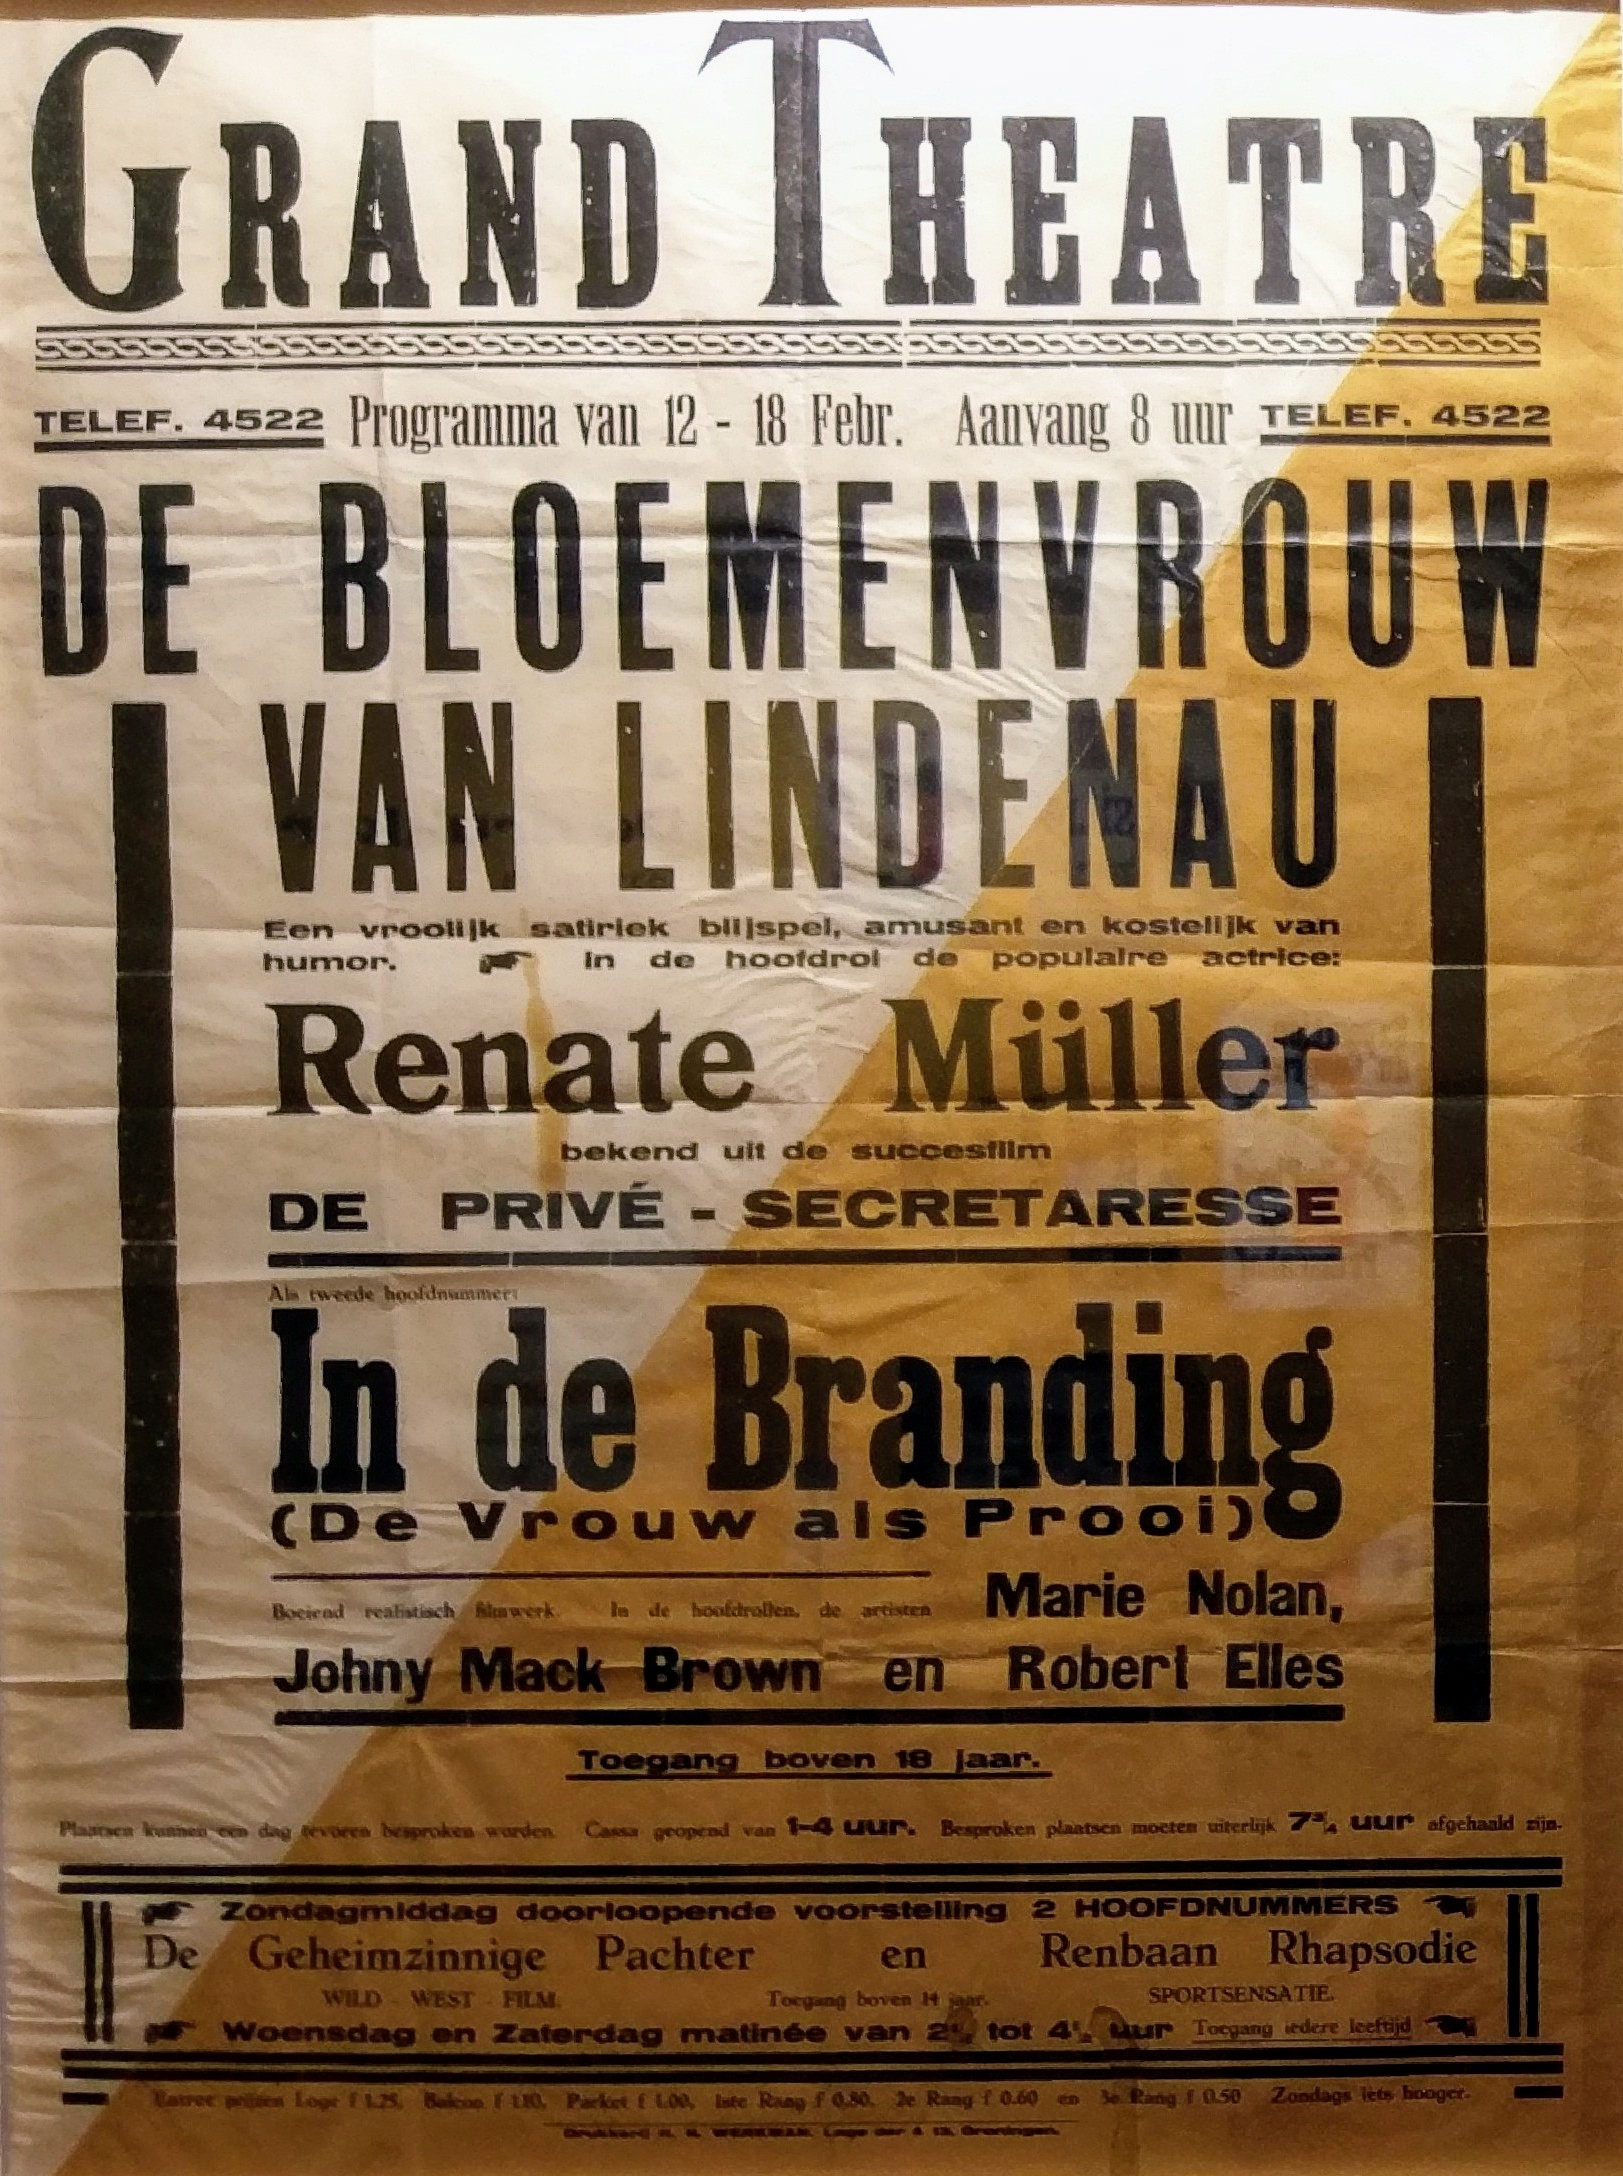 GRAND THEATRE
TELEF. 4522 Programma van 12 - 18 Febr. Aanvang 8 uur TELEF. 4522
DE BLOEMENVROUW
VAN LINDENAU
Een vroolijk satiriek blijspel, amusant en kostelijk van
humor. In de hoofdrol de populaire actrice:
Renate Müller
bekend uit de succesfilm
DE PRIVÉ - SECRETARESSE
Als tweede hoofdnummer:
In de Branding
(De Vrouw als Prooi)
Boeiend realistisch filmwerk. In de hoofdrollen, de artisten Marie Nolan,
Johny Mack Brown en Robert Elles
Toegang boven 18 jaar.
Plaatsen kunnen een dag tevoren besproken worden. Cassa geopend van 1-4 uur. Besproken plaatsen moeten uiterlijk 7¾ uur afgehaald zijn.
Zondagmiddag doorloopende voorstelling 2 HOOFDNUMMERS
De Geheimzinnige Pachter en Renbaan Rhapsodie
WILD - WEST - FILM. Toegang boven 14 jaar. SPORTSENSATIE.
Woensdag en Zaterdag matinée van 2½ tot 4½ uur Toegang iedere leeftijd
Entree prijzen Loge f 1.25, Balcon f 1.10, Parket f 1.00, 1ste Rang f 0.80, 2e Rang f 0.60 en 3e Rang f 0.50 Zondags iets hooger.
Drukkerij H. N. WERKMAN, Lage der A 13, Groningen.